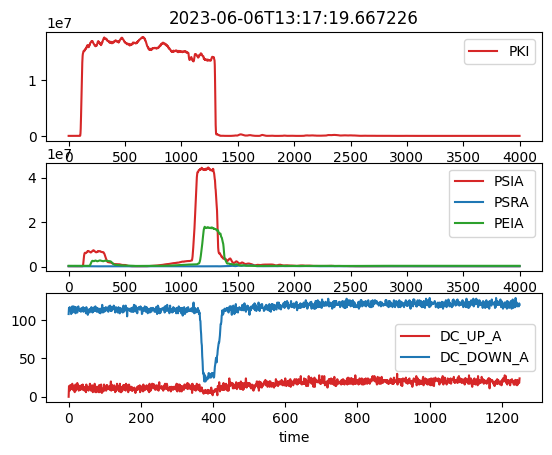 2023-06-06T13:17:19.667226
1e7
PKI
1
0
0 500 1000 1500 2000 2500 3000 3500 4000
1e7
PSIA
PSRA
PEIA
4
2
0
0 500 1000 1500 2000 2500 3000 3500 4000
DC_UP_A
DC_DOWN_A
100
50
0
0 200 400 600 800 1000 1200
time